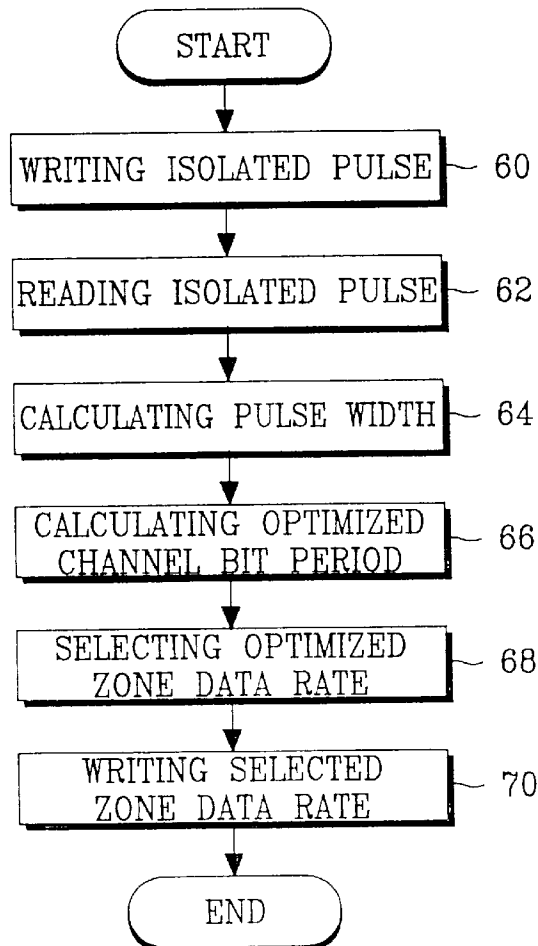 START
WRITING ISOLATED PULSE
60
READING ISOLATED PULSE
62
CALCULATING PULSE WIDTH
64
CALCULATING OPTIMIZED
CHANNEL BIT PERIOD
66
SELECTING OPTIMIZED
ZONE DATA RATE
68
WRITING SELECTED
ZONE DATA RATE
70
END